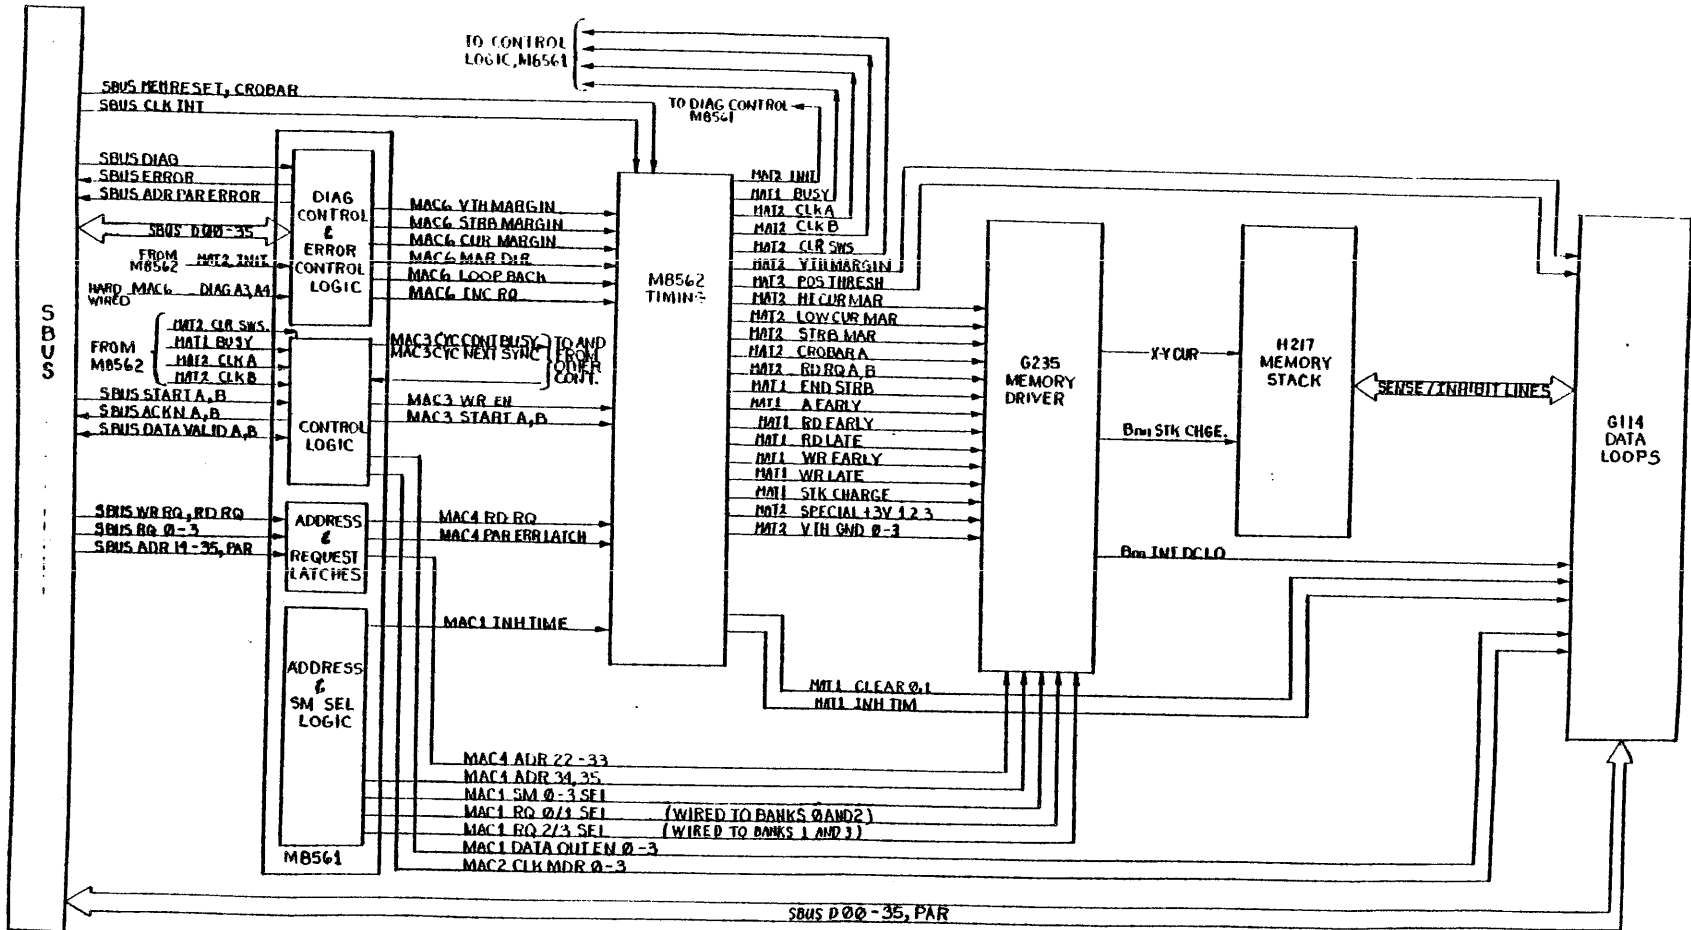 SBUS
SBUS MEMRESET, CROBAR
SBUS CLK INT
SBUS DIAG
SBUS ERROR
SBUS ADR PAR ERROR
SBUS D00-35
FROM M8562
MAT2 INIT
HARD WIRED
MAC6 DIAG A3, A4
FROM M8562
MAT2 CLR SWS
MAT1 BUSY
MAT2 CLK A
MAT2 CLK B
SBUS START A, B
SBUS ACKN A, B
SBUS DATA VALID A, B
SBUS WR RQ, RD RQ
SBUS RQ 0-3
SBUS ADR 14-35, PAR
DIAG
CONTROL
&
ERROR
CONTROL
LOGIC
CONTROL
LOGIC
ADDRESS
&
REQUEST
LATCHES
ADDRESS
&
SM SEL
LOGIC
M8561
MAC6 VTH MARGIN
MAC6 STRB MARGIN
MAC6 CUR MARGIN
MAC6 MAR DIR
MAC6 LOOP BACK
MAC6 INC RQ
MAC3 CYC CONT BUSY
MAC3 CYC NEXT SYNC
TO AND
FROM
OTHER
CONT.
MAC3 WR EN
MAC3 START A, B
MAC4 RD RQ
MAC4 PAR ERR LATCH
MAC1 INH TIME
TO CONTROL
LOGIC, M8561
TO DIAG CONTROL
M8561
M8562
TIMING
MAT2 INIT
MAT1 BUSY
MAT2 CLK A
MAT2 CLK B
MAT2 CLR SWS
MAT2 VTH MARGIN
MAT2 POS THRESH
MAT2 HI CUR MAR
MAT2 LOW CUR MAR
MAT2 STRB MAR
MAT2 CROBAR A
MAT2 RD RQ A, B
MAT1 END STRB
MAT1 A EARLY
MAT1 RD EARLY
MAT1 RD LATE
MAT1 WR EARLY
MAT1 WR LATE
MAT1 STK CHARGE
MAT2 SPECIAL +3V 1,2,3
MAT2 VTH GND 0-3
MAT1 CLEAR 0,1
MAT1 INH TIM
G235
MEMORY
DRIVER
X-Y CUR
Bnn STK CHGE.
H217
MEMORY
STACK
SENSE/INHIBIT LINES
Bnn INT DCLO
G114
DATA
LOOPS
MAC4 ADR 22-33
MAC4 ADR 34, 35
MAC1 SM 0-3 SEL
MAC1 RQ 0/1 SEL (WIRED TO BANKS 0 AND 2)
MAC1 RQ 2/3 SEL (WIRED TO BANKS 1 AND 3)
MAC1 DATA OUT EN 0-3
MAC2 CLK MDR 0-3
SBUS D00-35, PAR